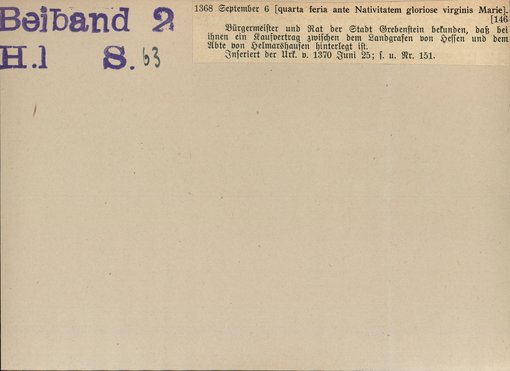 Beiband 2
H.1 S. 63
1368 September 6 [quarta feria ante Nativitatem gloriose virginis Marie].
[146
Bürgermeister und Rat der Stadt Grebenstein bekunden, daß bei
ihnen ein Kaufvertrag zwischen dem Landgrafen von Hessen und dem
Abte von Helmarshausen hinterlegt ist.
Inseriert der Urk. v. 1370 Juni 25; s. u. Nr. 151.